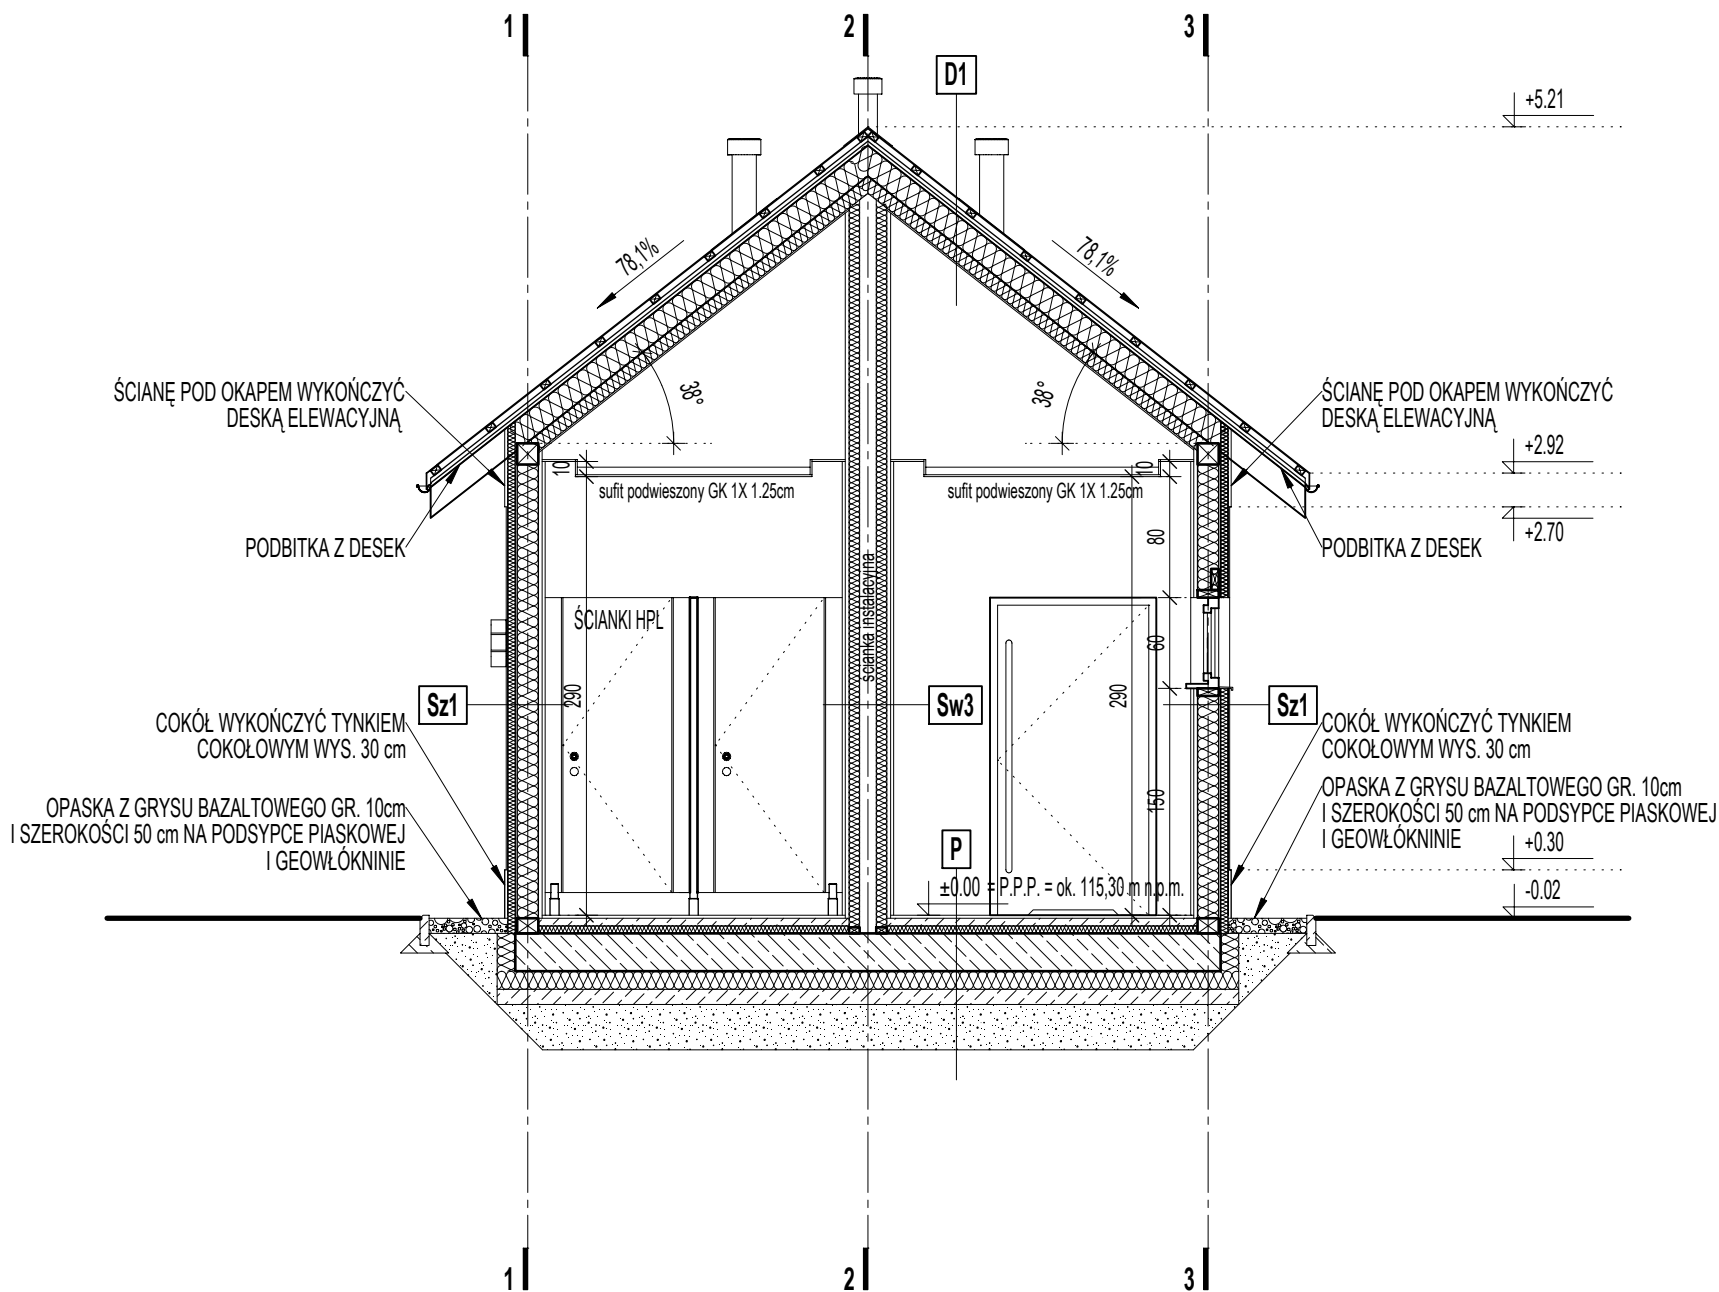 1
2
3
D1
+5.21
78,1%
78,1%
38°
38°
ŚCIANĘ POD OKAPEM WYKOŃCZYĆ
DESKĄ ELEWACYJNĄ
ŚCIANĘ POD OKAPEM WYKOŃCZYĆ
DESKĄ ELEWACYJNĄ
+2.92
10
10
sufit podwieszony GK 1X 1.25cm
sufit podwieszony GK 1X 1.25cm
+2.70
PODBITKA Z DESEK
80
PODBITKA Z DESEK
ŚCIANKI HPL
ścianka instalacyjna
60
290
290
Sz1
Sw3
Sz1
COKÓŁ WYKOŃCZYĆ TYNKIEM
COKOŁOWYM WYS. 30 cm
COKÓŁ WYKOŃCZYĆ TYNKIEM
COKOŁOWYM WYS. 30 cm
150
OPASKA Z GRYSU BAZALTOWEGO GR. 10cm
I SZEROKOŚCI 50 cm NA PODSYPCE PIASKOWEJ
I GEOWŁÓKNINIE
OPASKA Z GRYSU BAZALTOWEGO GR. 10cm
I SZEROKOŚCI 50 cm NA PODSYPCE PIASKOWEJ
I GEOWŁÓKNINIE
P
+0.30
±0.00 = P.P.P. = ok. 115,30 m n.p.m.
-0.02
1
2
3